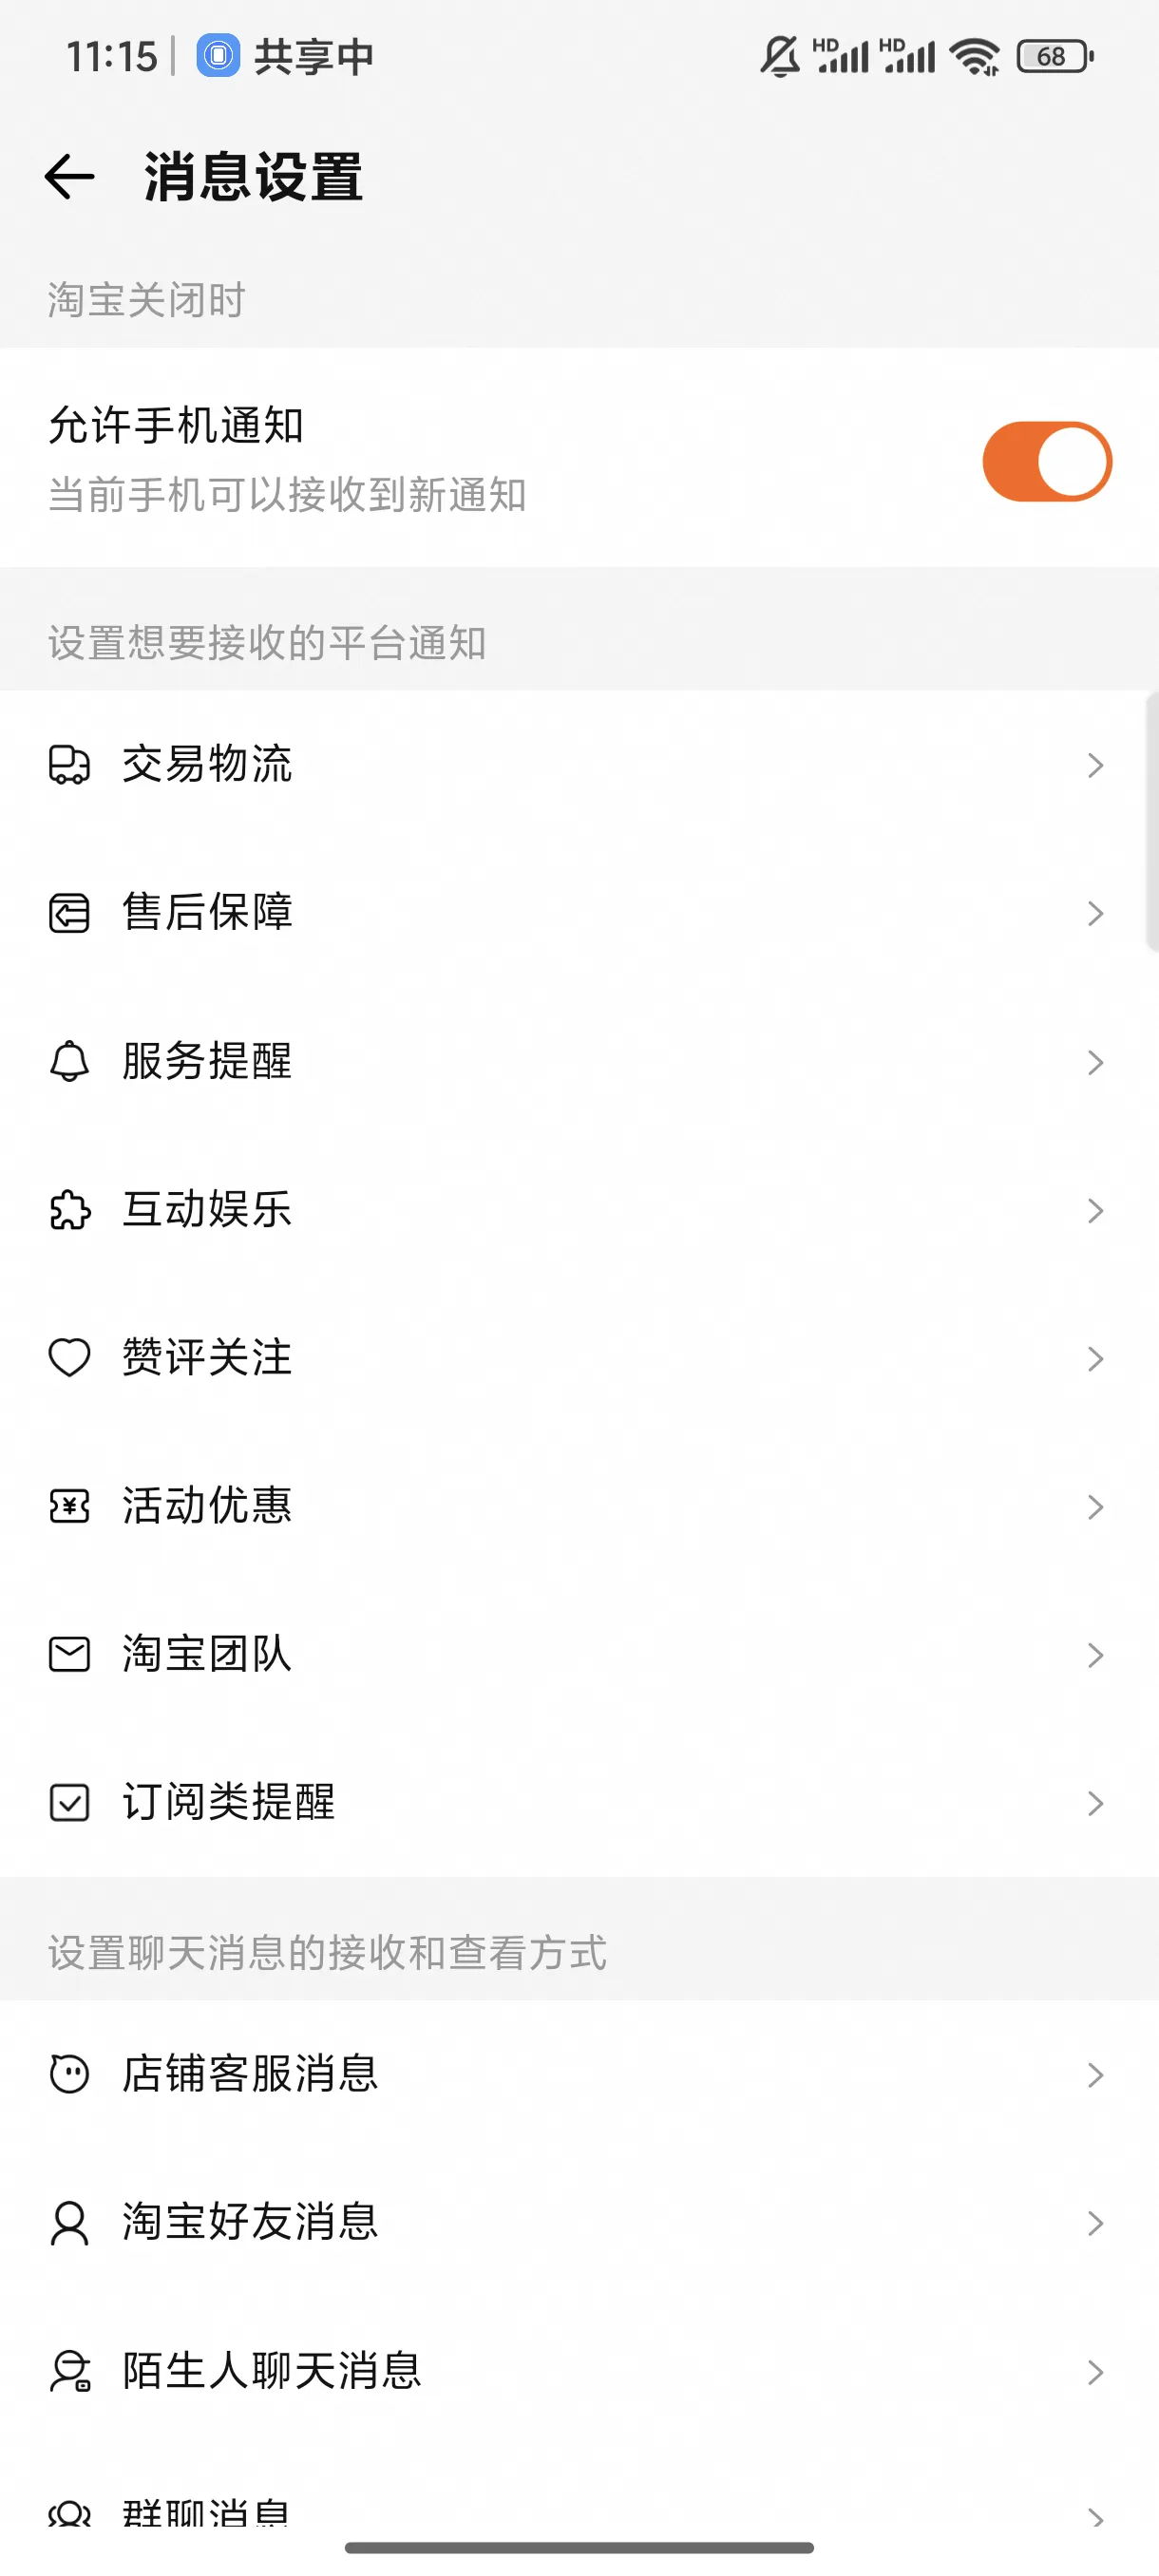 11:15 共享中 HD HD 68
消息设置
淘宝关闭时
允许手机通知
当前手机可以接收到新通知
设置想要接收的平台通知
交易物流
售后保障
服务提醒
互动娱乐
赞评关注
活动优惠
淘宝团队
订阅类提醒
设置聊天消息的接收和查看方式
店铺客服消息
淘宝好友消息
陌生人聊天消息
群聊消息